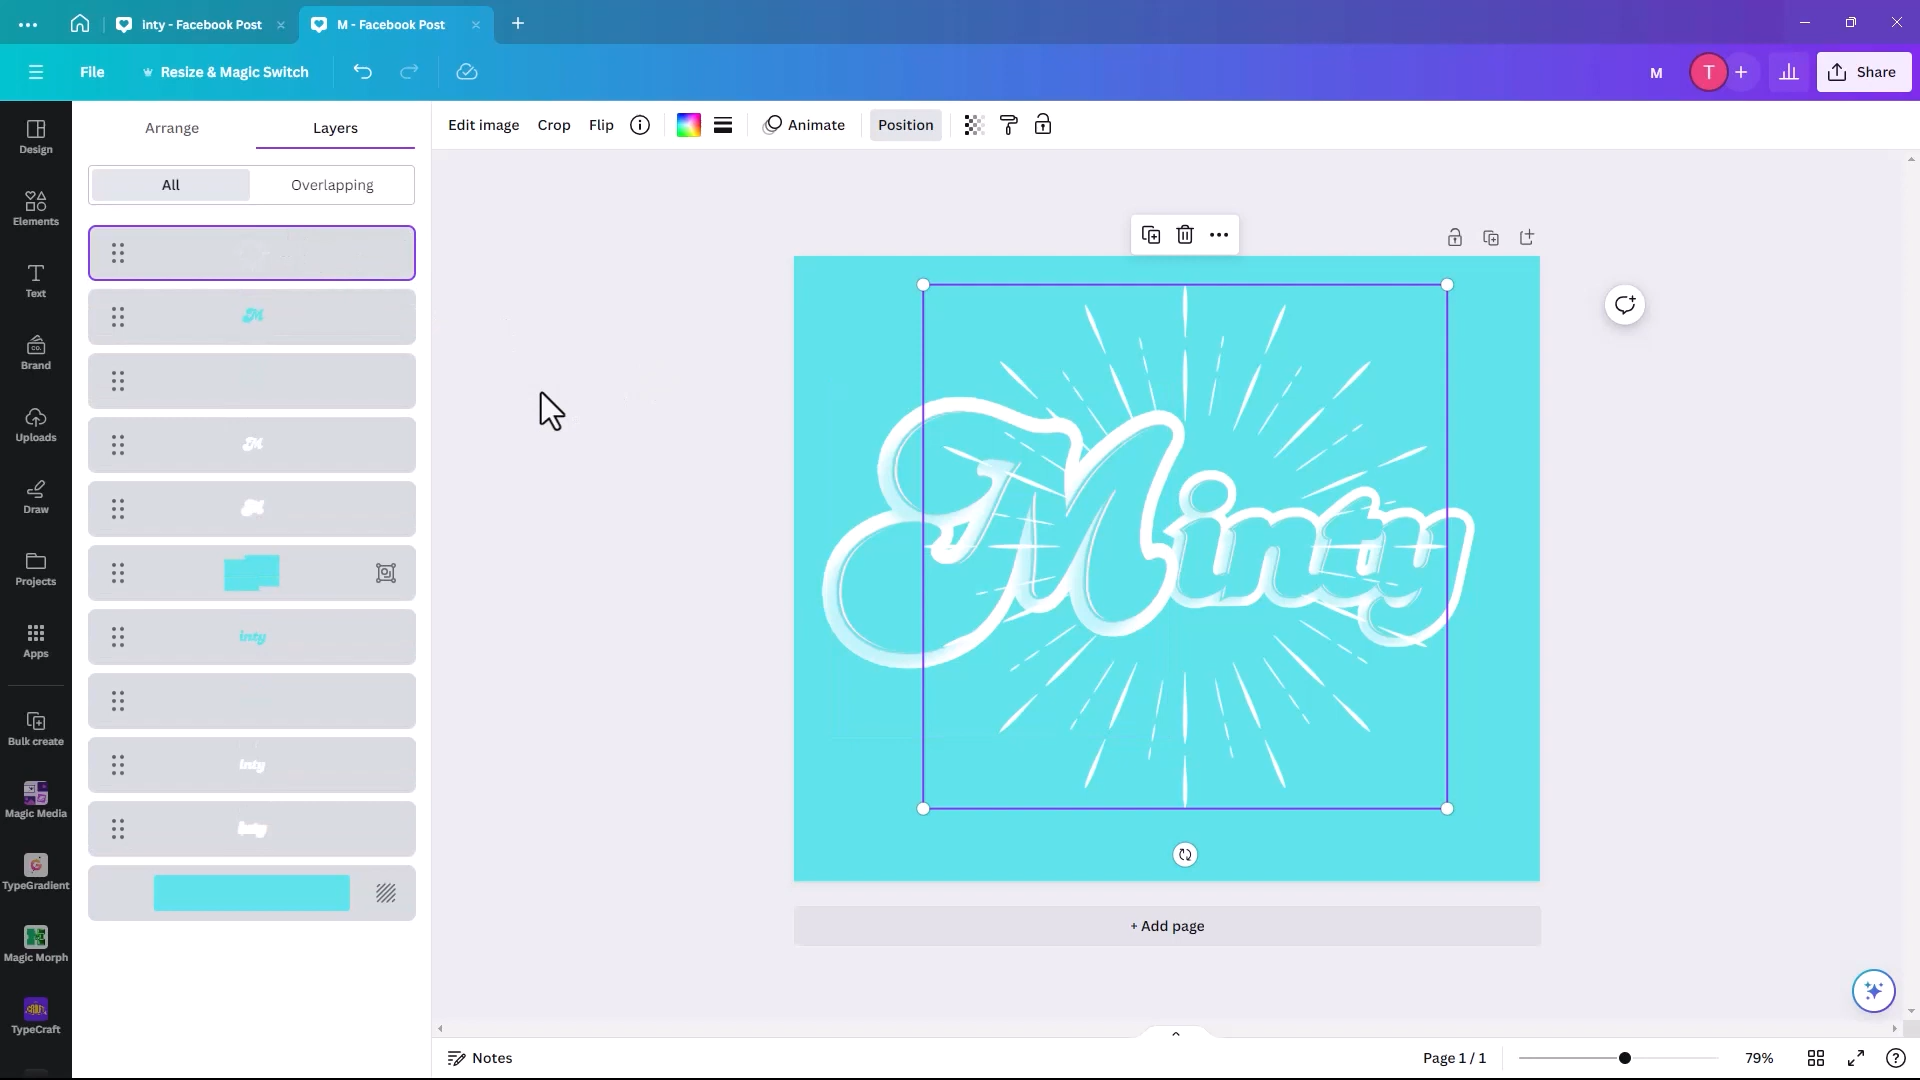 inty - Facebook Post
M - Facebook Post
File
Resize & Magic Switch
M
T
Share
Design
Elements
Text
Brand
CO.
Uploads
Draw
Projects
Apps
Bulk create
Magic Media
TypeGradient
Magic Morph
TypeCraft
Arrange
Layers
All
Overlapping
M
M
M
inty
inty
inty
Edit image
Crop
Flip
Animate
Position
Minty
+ Add page
Notes
Page 1 / 1
79%